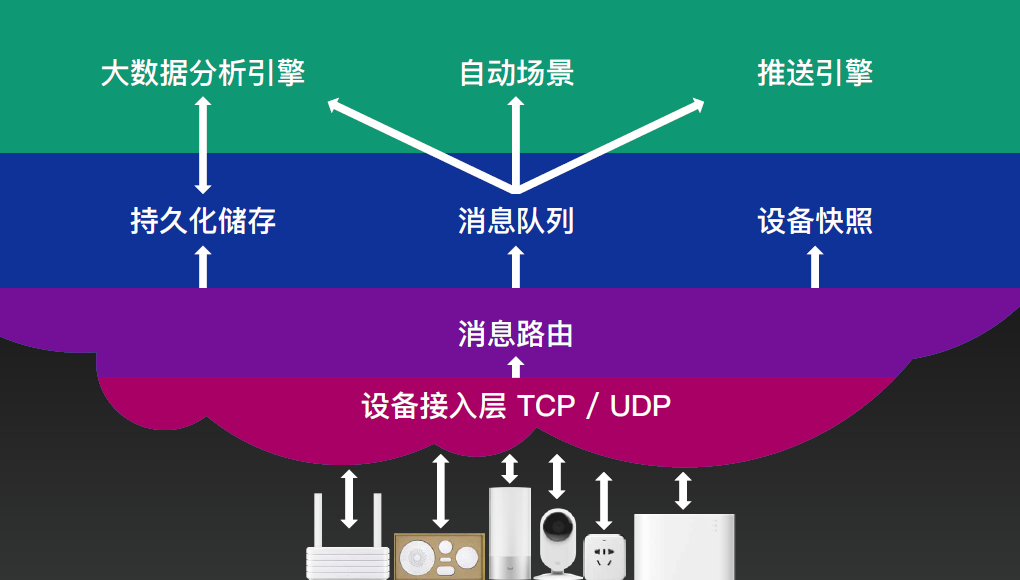 大数据分析引擎
自动场景
推送引擎
持久化储存
消息队列
设备快照
消息路由
设备接入层 TCP / UDP